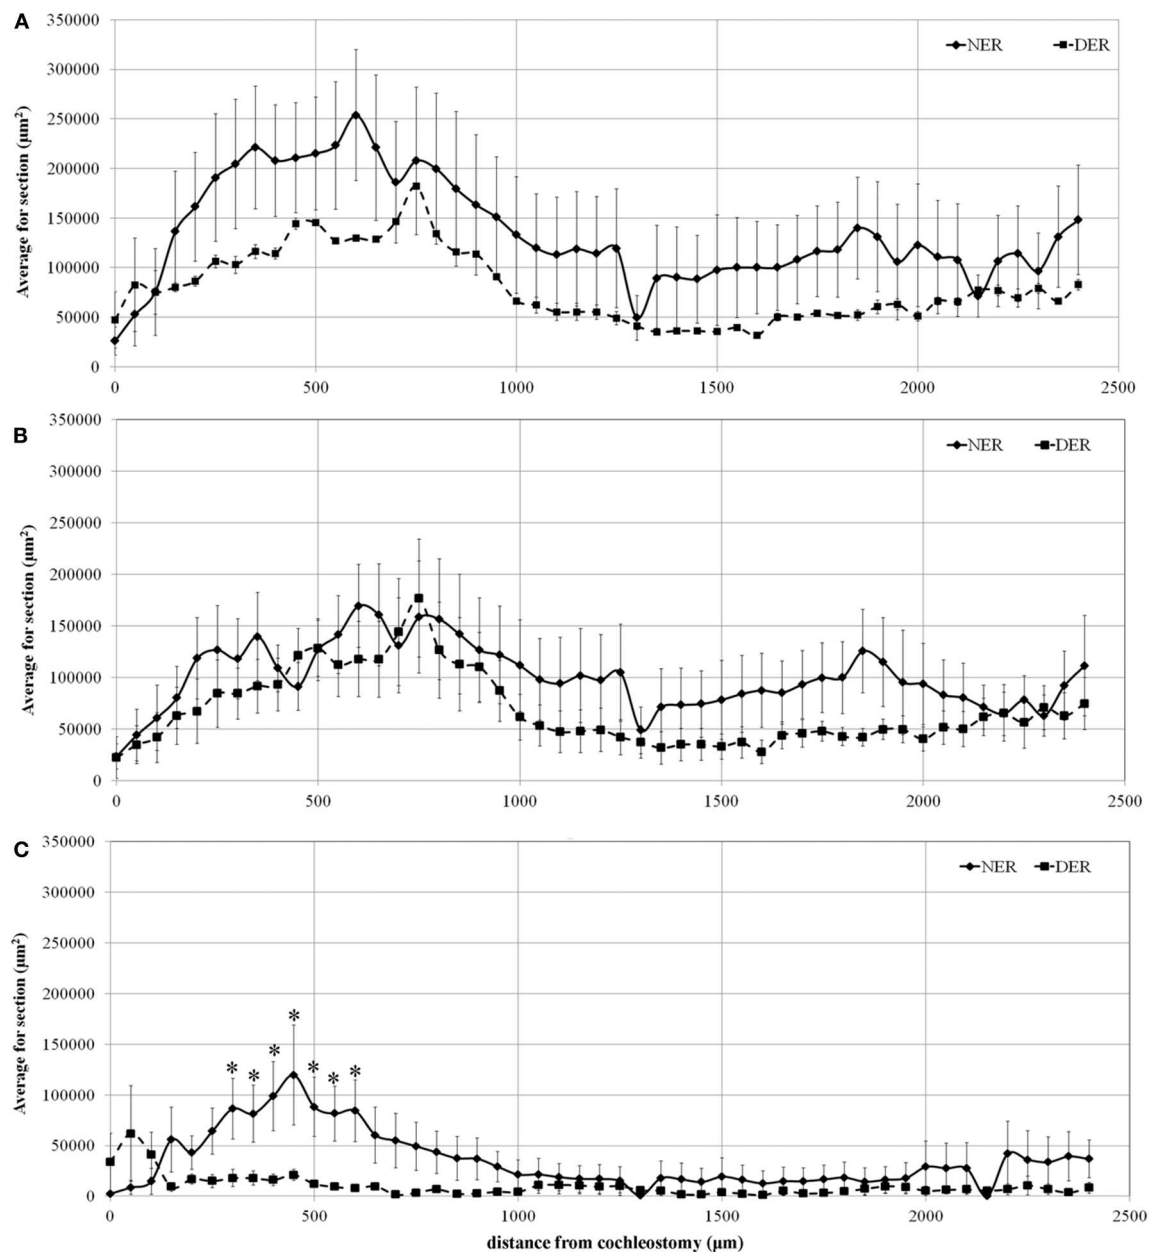 A
350000
NER DER
300000
250000
200000
150000
100000
50000
0
Average for section (µm²)
0 500 1000 1500 2000 2500
B
350000
NER DER
300000
250000
200000
150000
100000
50000
0
Average for section (µm²)
0 500 1000 1500 2000 2500
C
350000
NER DER
300000
250000
200000
150000
100000
50000
0
Average for section (µm²)
* * * * * * *
0 500 1000 1500 2000 2500
distance from cochleostomy (µm)